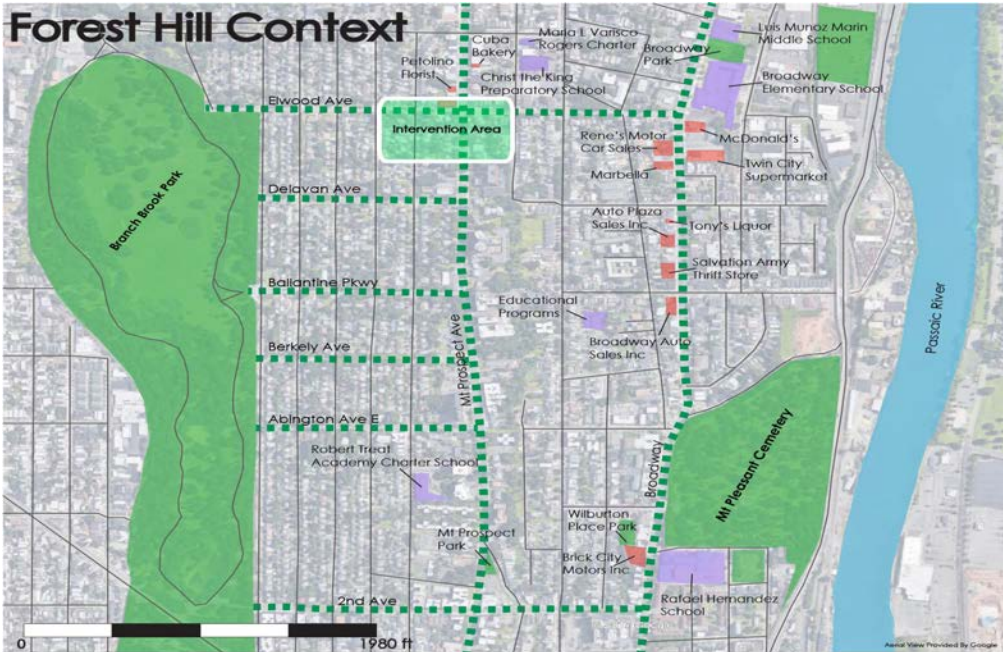 Forest Hill Context
Cuba
Bakery
Maria L Varisco
Rogers Charter
Broadway
Park
Luis Munoz Marin
Middle School
Petolino
Florist
Christ the King
Preparatory School
Broadway
Elementary School
Elwood Ave
Intervention Area
Rene's Motor
Car Sales
McDonald's
Marbella
Twin City
Supermarket
Branch Brook Park
Delavan Ave
Auto Plaza
Sales Inc
Tony's Liquor
Salvation Army
Thrift Store
Ballantine Pkwy
Educational
Programs
Passaic River
Mt Prospect Ave
Broadway Auto
Sales Inc
Berkely Ave
Abington Ave E
Robert Treat
Academy Charter School
Broadway
Mt Pleasant Cemetery
Wilburton
Place Park
Mt Prospect
Park
Brick City
Motors Inc
Rafael Hernandez
School
2nd Ave
0
1980 ft
Aerial View Provided By Google